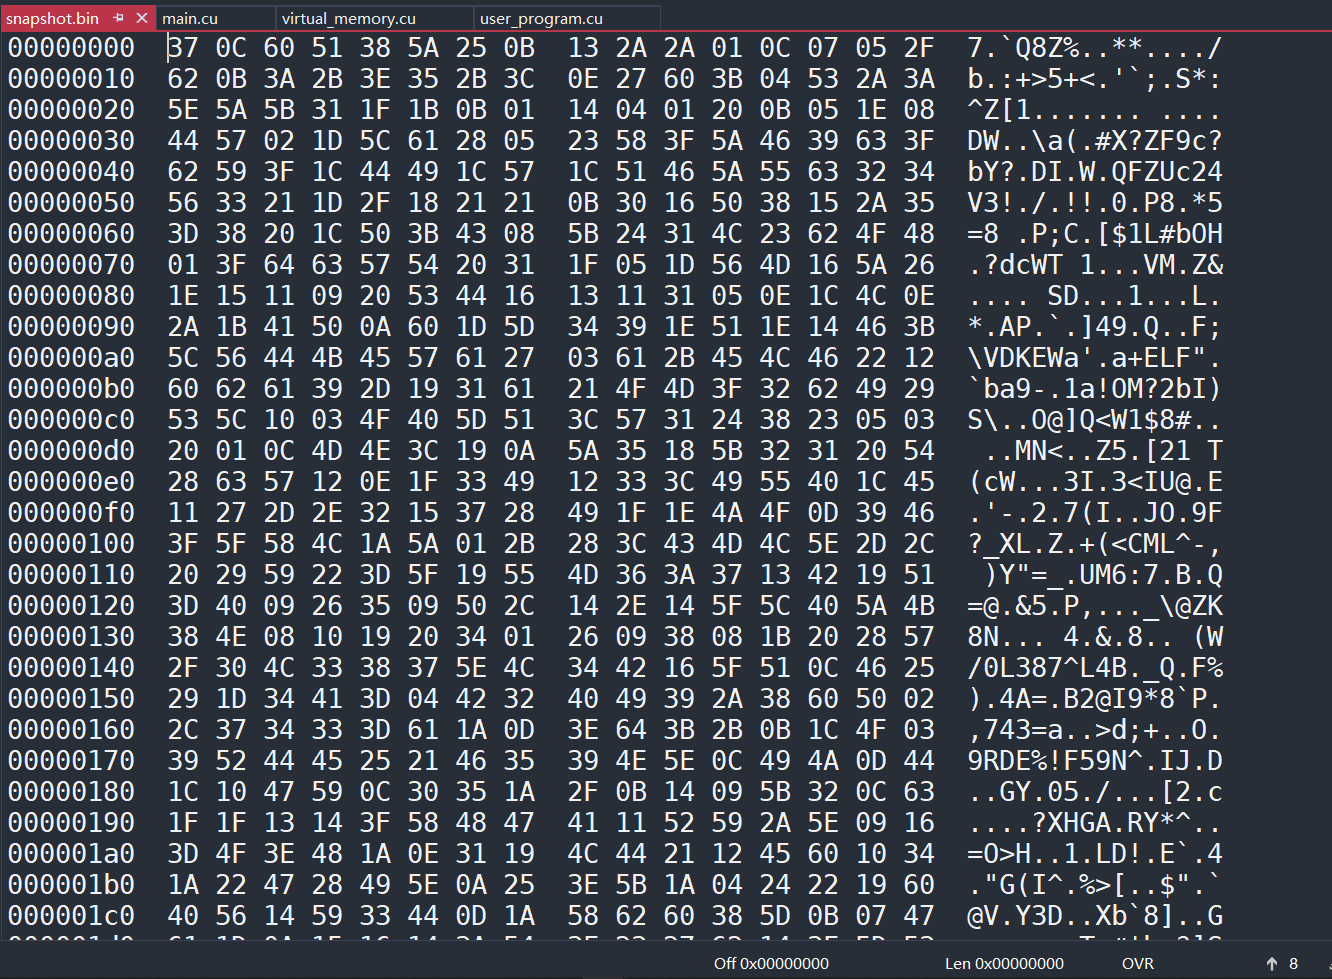 snapshot.bin main.cu virtual_memory.cu user_program.cu
00000000 37 0C 60 51 38 5A 25 0B 13 2A 2A 01 0C 07 05 2F 7.`Q8Z%..**..../
00000010 62 0B 3A 2B 3E 35 2B 3C 0E 27 60 3B 04 53 2A 3A b.:+>5+<.'`;.S*:
00000020 5E 5A 5B 31 1F 1B 0B 01 14 04 01 20 0B 05 1E 08 ^Z[1....... ....
00000030 44 57 02 1D 5C 61 28 05 23 58 3F 5A 46 39 63 3F DW..\a(.#X?ZF9c?
00000040 62 59 3F 1C 44 49 1C 57 1C 51 46 5A 55 63 32 34 bY?.DI.W.QFZUc24
00000050 56 33 21 1D 2F 18 21 21 0B 30 16 50 38 15 2A 35 V3!./.!!.0.P8.*5
00000060 3D 38 20 1C 50 3B 43 08 5B 24 31 4C 23 62 4F 48 =8 .P;C.[$1L#bOH
00000070 01 3F 64 63 57 54 20 31 1F 05 1D 56 4D 16 5A 26 .?dcWT 1...VM.Z&
00000080 1E 15 11 09 20 53 44 16 13 11 31 05 0E 1C 4C 0E .... SD...1...L.
00000090 2A 1B 41 50 0A 60 1D 5D 34 39 1E 51 1E 14 46 3B *.AP.`.]49.Q..F;
000000a0 5C 56 44 4B 45 57 61 27 03 61 2B 45 4C 46 22 12 \VDKEWa'.a+ELF".
000000b0 60 62 61 39 2D 19 31 61 21 4F 4D 3F 32 62 49 29 `ba9-.1a!OM?2bI)
000000c0 53 5C 10 03 4F 40 5D 51 3C 57 31 24 38 23 05 03 S\..O@]Q<W1$8#..
000000d0 20 01 0C 4D 4E 3C 19 0A 5A 35 18 5B 32 31 20 54  ..MN<..Z5.[21 T
000000e0 28 63 57 12 0E 1F 33 49 12 33 3C 49 55 40 1C 45 (cW...3I.3<IU@.E
000000f0 11 27 2D 2E 32 15 37 28 49 1F 1E 4A 4F 0D 39 46 .'-.2.7(I..JO.9F
00000100 3F 5F 58 4C 1A 5A 01 2B 28 3C 43 4D 4C 5E 2D 2C ?_XL.Z.+(<CML^-,
00000110 20 29 59 22 3D 5F 19 55 4D 36 3A 37 13 42 19 51  )Y"=_.UM6:7.B.Q
00000120 3D 40 09 26 35 09 50 2C 14 2E 14 5F 5C 40 5A 4B =@.&5.P,..._\@ZK
00000130 38 4E 08 10 19 20 34 01 26 09 38 08 1B 20 28 57 8N... 4.&.8.. (W
00000140 2F 30 4C 33 38 37 5E 4C 34 42 16 5F 51 0C 46 25 /0L387^L4B._Q.F%
00000150 29 1D 34 41 3D 04 42 32 40 49 39 2A 38 60 50 02 ).4A=.B2@I9*8`P.
00000160 2C 37 34 33 3D 61 1A 0D 3E 64 3B 2B 0B 1C 4F 03 ,743=a..>d;+..O.
00000170 39 52 44 45 25 21 46 35 39 4E 5E 0C 49 4A 0D 44 9RDE%!F59N^.IJ.D
00000180 1C 10 47 59 0C 30 35 1A 2F 0B 14 09 5B 32 0C 63 ..GY.05./...[2.c
00000190 1F 1F 13 14 3F 58 48 47 41 11 52 59 2A 5E 09 16 ....?XHGA.RY*^..
000001a0 3D 4F 3E 48 1A 0E 31 19 4C 44 21 12 45 60 10 34 =O>H..1.LD!.E`.4
000001b0 1A 22 47 28 49 5E 0A 25 3E 5B 1A 04 24 22 19 60 ."G(I^.%>[..$".`
000001c0 40 56 14 59 33 44 0D 1A 58 62 60 38 5D 0B 07 47 @V.Y3D..Xb`8]..G
Off 0x00000000 Len 0x00000000 OVR ↑ 8